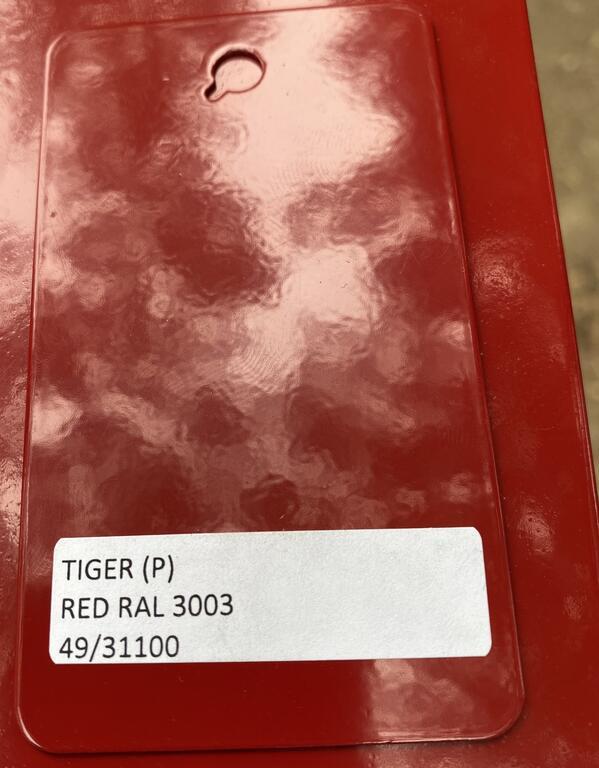 TIGER (P)
RED RAL 3003
49/31100